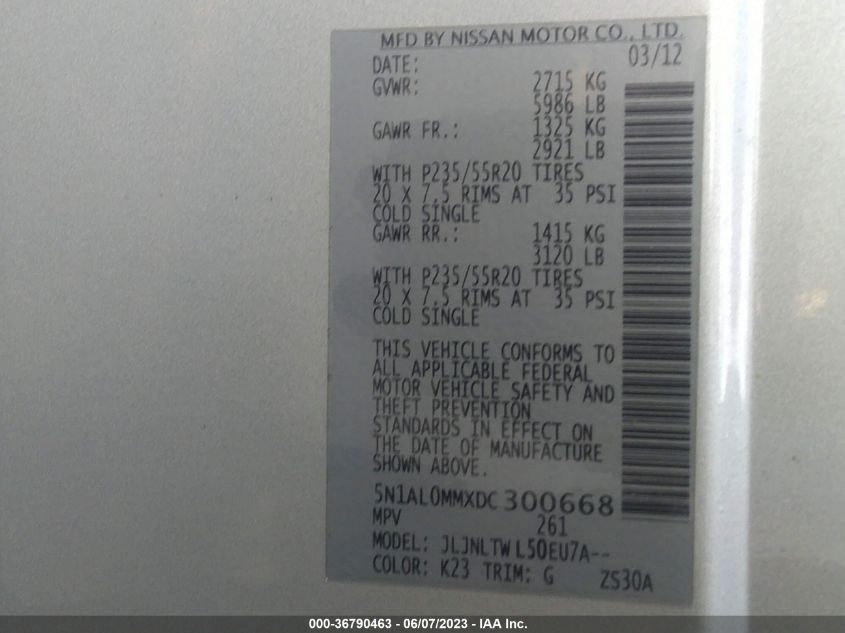 MFD BY NISSAN MOTOR CO., LTD.
DATE: 03/12
GVWR: 2715 KG
5986 LB
GAWR FR.: 1325 KG
2921 LB
WITH P235/55R20 TIRES
20 X 7.5 RIMS AT 35 PSI
COLD SINGLE
GAWR RR.: 1415 KG
3120 LB
WITH P235/55R20 TIRES
20 X 7.5 RIMS AT 35 PSI
COLD SINGLE
THIS VEHICLE CONFORMS TO
ALL APPLICABLE FEDERAL
MOTOR VEHICLE SAFETY AND
THEFT PREVENTION
STANDARDS IN EFFECT ON
THE DATE OF MANUFACTURE
SHOWN ABOVE.
5N1AL0MMXDC 300668
MPV 261
MODEL: JLJNLTW L50EU7A--
COLOR: K23 TRIM: G ZS30A
000-36790463 - 06/07/2023 - IAA Inc.